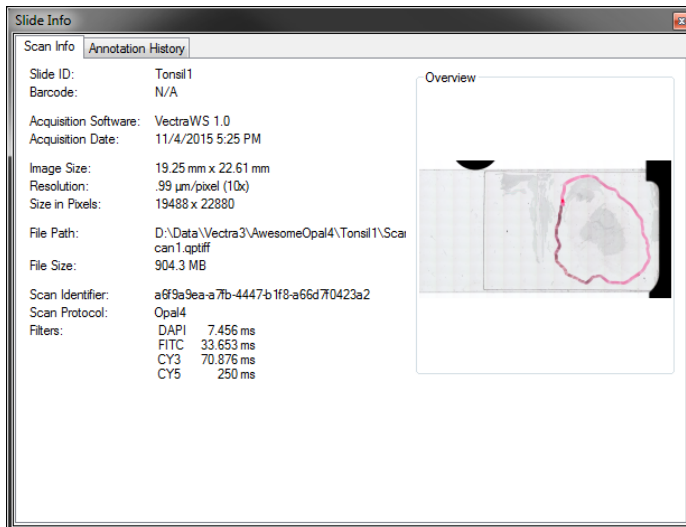 Slide Info
Scan Info Annotation History
Slide ID: Tonsil1
Barcode: N/A
Acquisition Software: VectraWS 1.0
Acquisition Date: 11/4/2015 5:25 PM
Image Size: 19.25 mm x 22.61 mm
Resolution: .99 µm/pixel (10x)
Size in Pixels: 19488 x 22880
File Path: D:\Data\Vectra3\AwesomeOpal4\Tonsil1\Scan
can1.qptiff
File Size: 904.3 MB
Scan Identifier: a6f9a9ea-a7fb-4447-b1f8-a66d7f0423a2
Scan Protocol: Opal4
Filters: DAPI 7.456 ms
FITC 33.653 ms
CY3 70.876 ms
CY5 250 ms
Overview